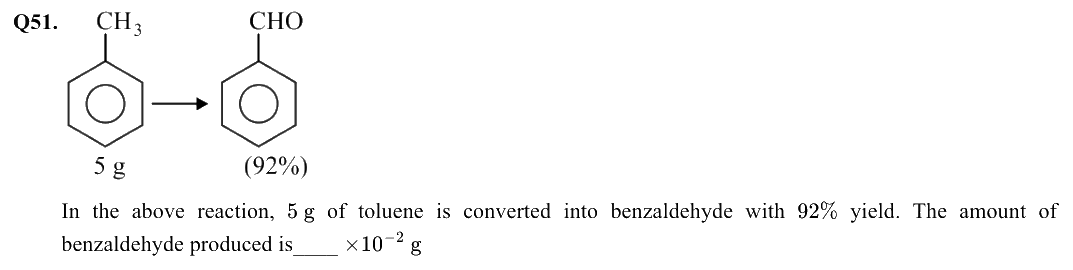 Q51. CH₃ CHO
5 g (92%)
In the above reaction, 5 g of toluene is converted into benzaldehyde with 92% yield. The amount of
benzaldehyde produced is____ ×10⁻² g